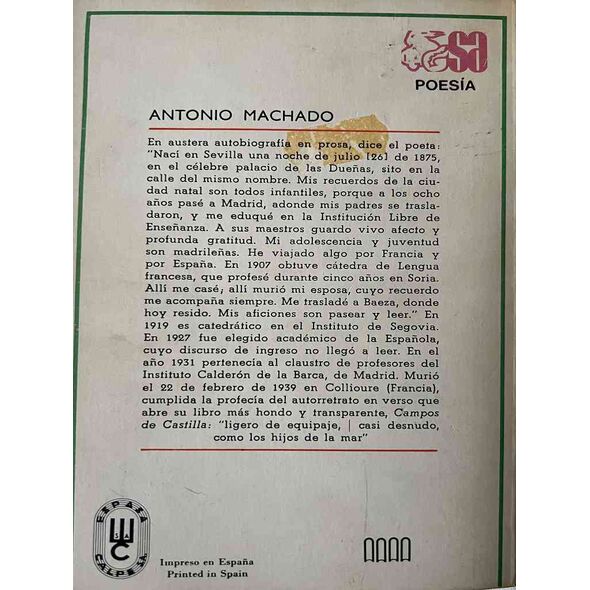 sa
POESÍA
ANTONIO MACHADO
En austera autobiografía en prosa, dice el poeta:
"Nací en Sevilla una noche de julio [26] de 1875,
en el célebre palacio de las Dueñas, sito en la
calle del mismo nombre. Mis recuerdos de la ciu-
dad natal son todos infantiles, porque a los ocho
años pasé a Madrid, adonde mis padres se trasla-
daron, y me eduqué en la Institución Libre de
Enseñanza. A sus maestros guardo vivo afecto y
profunda gratitud. Mi adolescencia y juventud
son madrileñas. He viajado algo por Francia y
por España. En 1907 obtuve cátedra de Lengua
francesa, que profesé durante cinco años en Soria.
Allí me casé; allí murió mi esposa, cuyo recuerdo
me acompaña siempre. Me trasladé a Baeza, donde
hoy resido. Mis aficiones son pasear y leer." En
1919 es catedrático en el Instituto de Segovia.
En 1927 fue elegido académico de la Española,
cuyo discurso de ingreso no llegó a leer. En el
año 1931 pertenecía al claustro de profesores del
Instituto Calderón de la Barca, de Madrid. Murió
el 22 de febrero de 1939 en Collioure (Francia),
cumplida la profecía del autorretrato en verso que
abre su libro más hondo y transparente, Campos
de Castilla: "ligero de equipaje, | casi desnudo,
como los hijos de la mar"
ESPASA
CALPE S.A.
Impreso en España
Printed in Spain